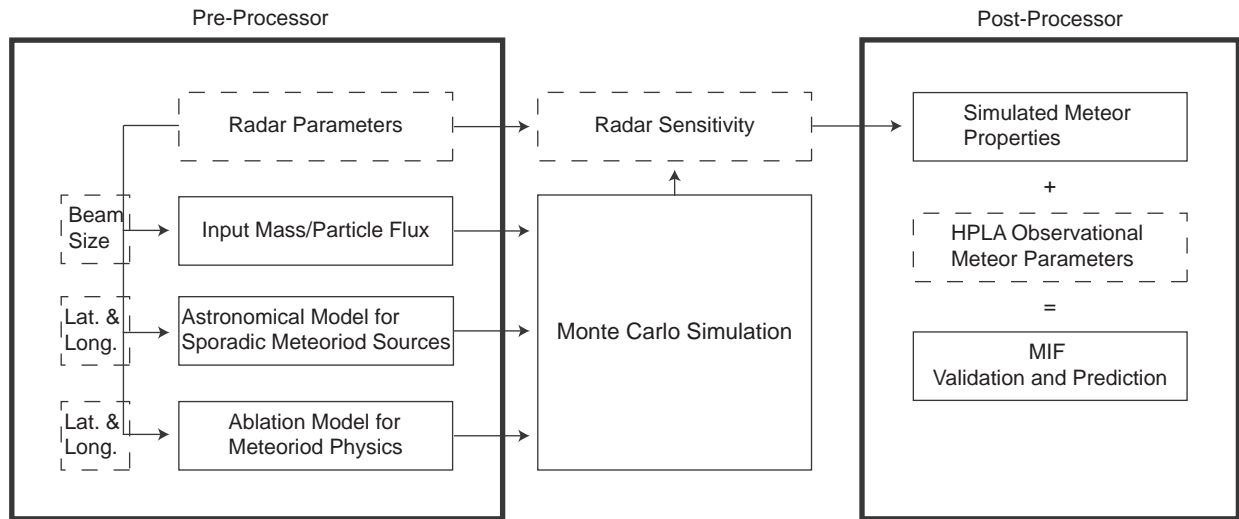 Pre-Processor
Post-Processor
Radar Parameters
Radar Sensitivity
Simulated Meteor
Properties
+
Beam
Size
Input Mass/Particle Flux
HPLA Observational
Meteor Parameters
=
Lat. &
Long.
Astronomical Model for
Sporadic Meteoriod Sources
Monte Carlo Simulation
MIF
Validation and Prediction
Lat. &
Long.
Ablation Model for
Meteoriod Physics